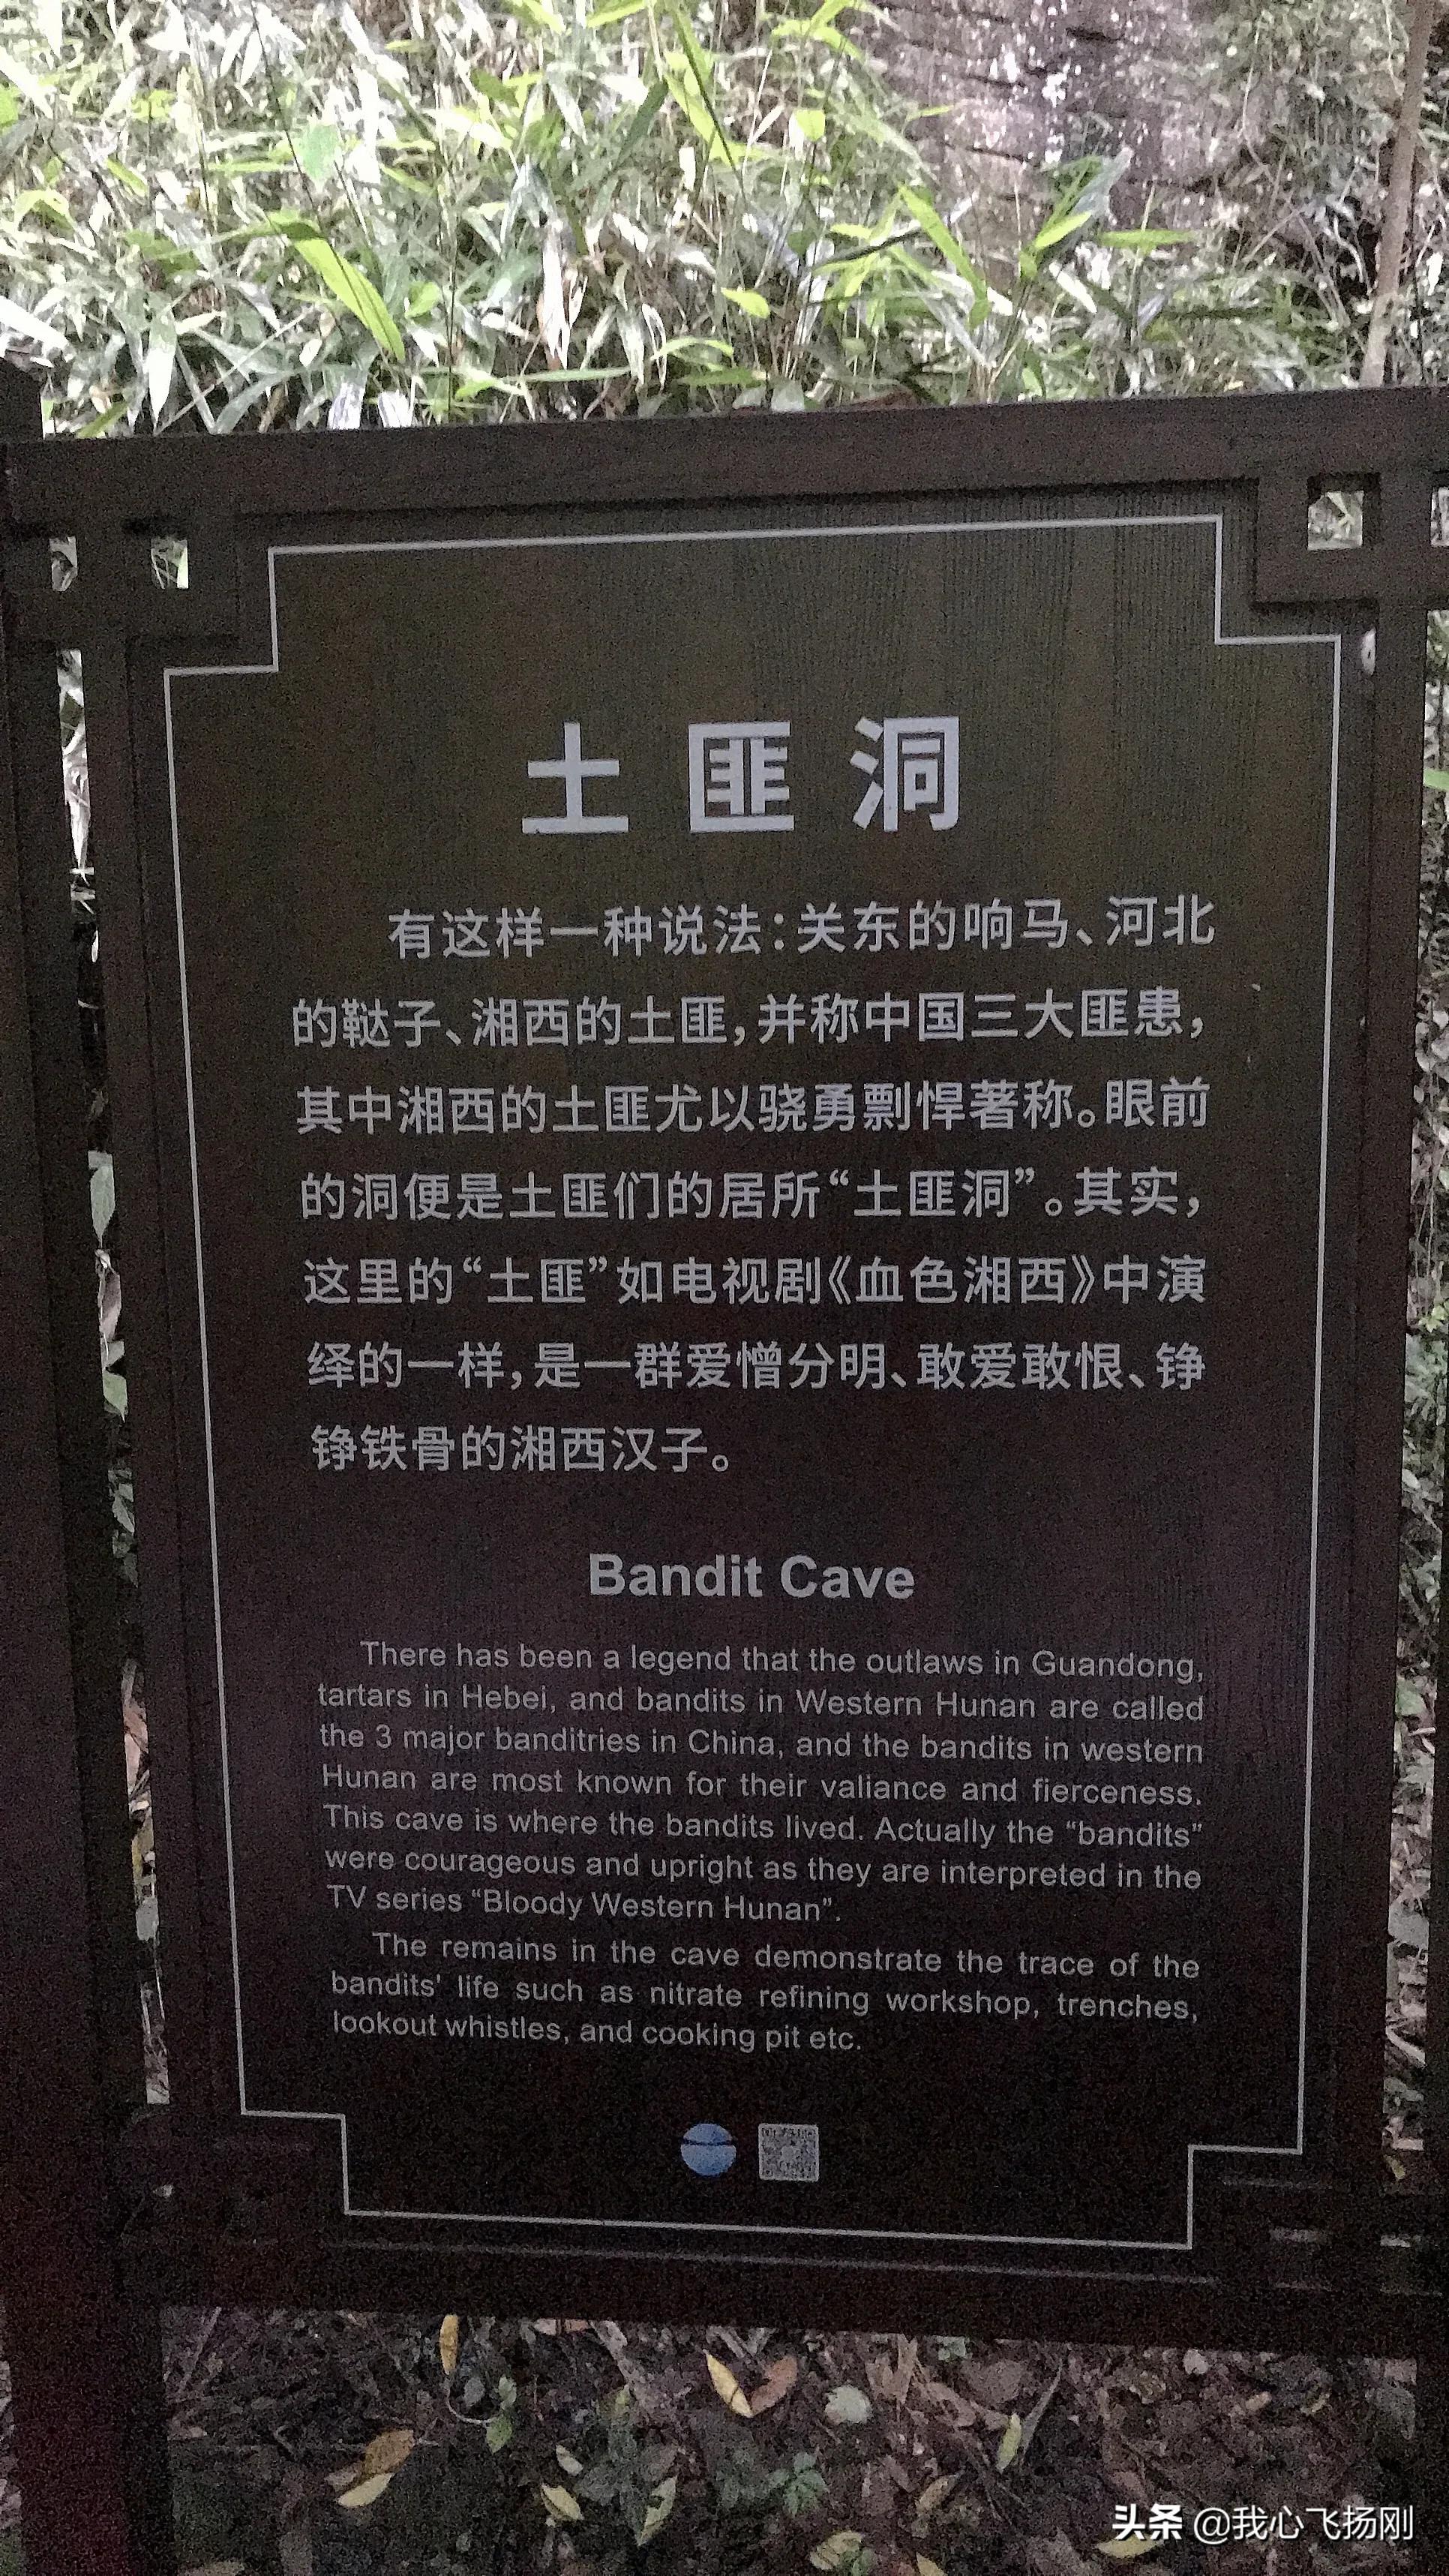 土匪洞
有这样一种说法：关东的响马、河北
的鞑子、湘西的土匪，并称中国三大匪患，
其中湘西的土匪尤以骁勇剽悍著称。眼前
的洞便是土匪们的居所“土匪洞”。其实，
这里的“土匪”如电视剧《血色湘西》中演
绎的一样，是一群爱憎分明、敢爱敢恨、铮
铮铁骨的湘西汉子。
Bandit Cave
There has been a legend that the outlaws in Guandong,
tartars in Hebei, and bandits in Western Hunan are called
the 3 major banditries in China, and the bandits in western
Hunan are most known for their valiance and fierceness.
This cave is where the bandits lived. Actually the “bandits”
were courageous and upright as they are interpreted in the
TV series “Bloody Western Hunan”.
The remains in the cave demonstrate the trace of the
bandits' life such as nitrate refining workshop, trenches,
lookout whistles, and cooking pit etc.
头条 @我心飞扬刚